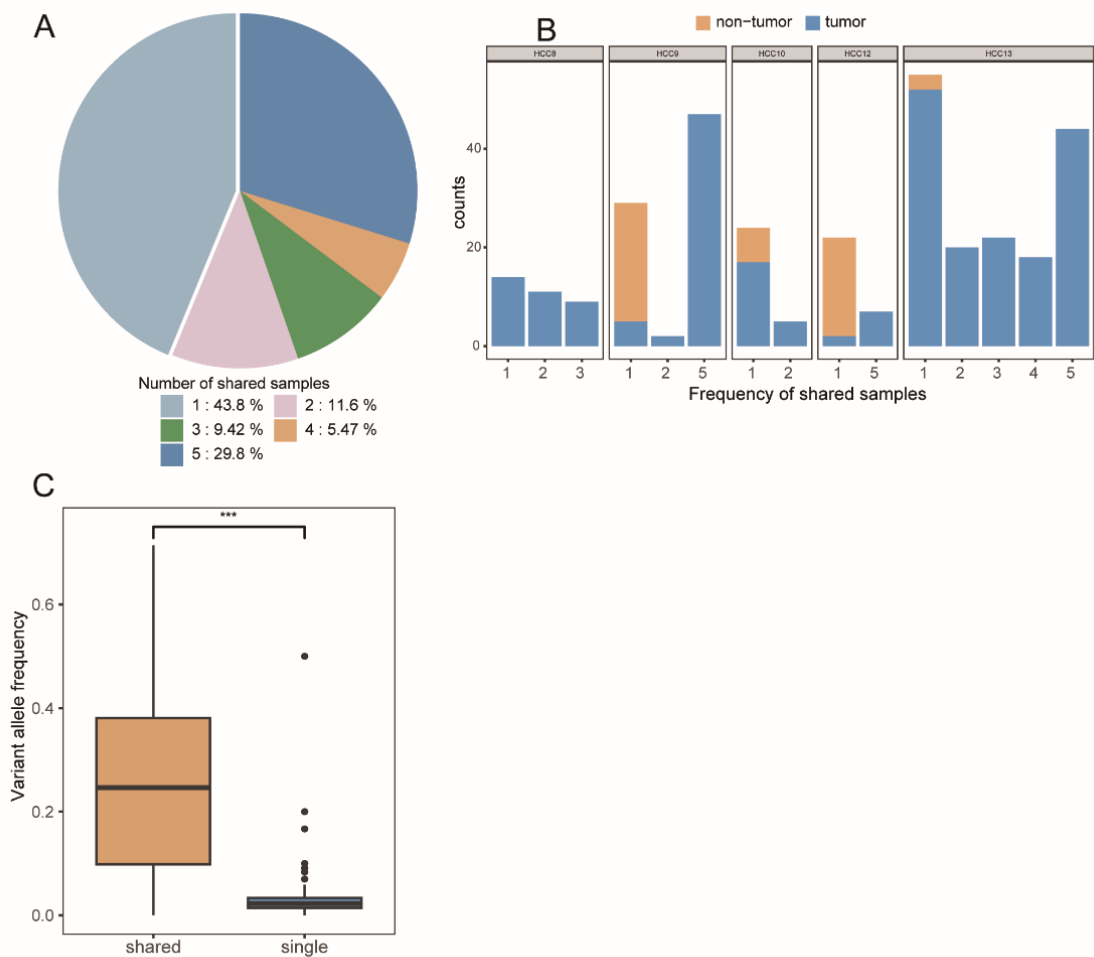 A
Number of shared samples
1 : 43.8 %
2 : 11.6 %
3 : 9.42 %
4 : 5.47 %
5 : 29.8 %
B
non-tumor
tumor
HCC8
HCC9
HCC10
HCC12
HCC13
counts
40
20
0
1 2 3
1 2 5
1 2
1 5
1 2 3 4 5
Frequency of shared samples
C
***
Variant allele frequency
0.6
0.4
0.2
0.0
shared
single